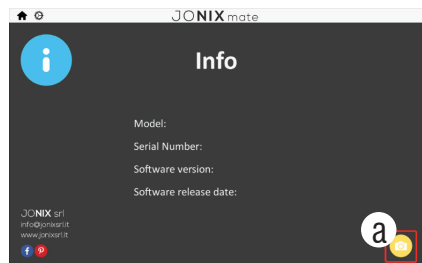 JONIX mate
Info
Model:
Serial Number:
Software version:
Software release date:
JONIX srl
info@jonixsrl.it
www.jonixsrl.it
a